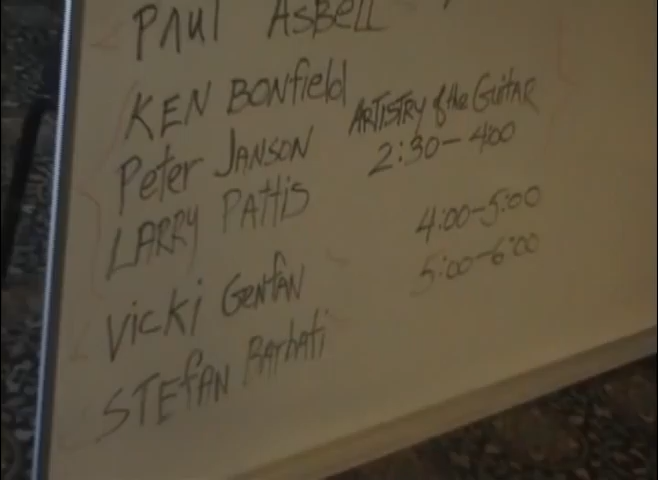 Paul Asbell
KEN BONfield
Peter JANSON ARTISTRY of the GuitAR
LARRY PAttis 2:30-4:00
Vicki Genfan 4:00-5:00
STEfAN 5:00-6:00